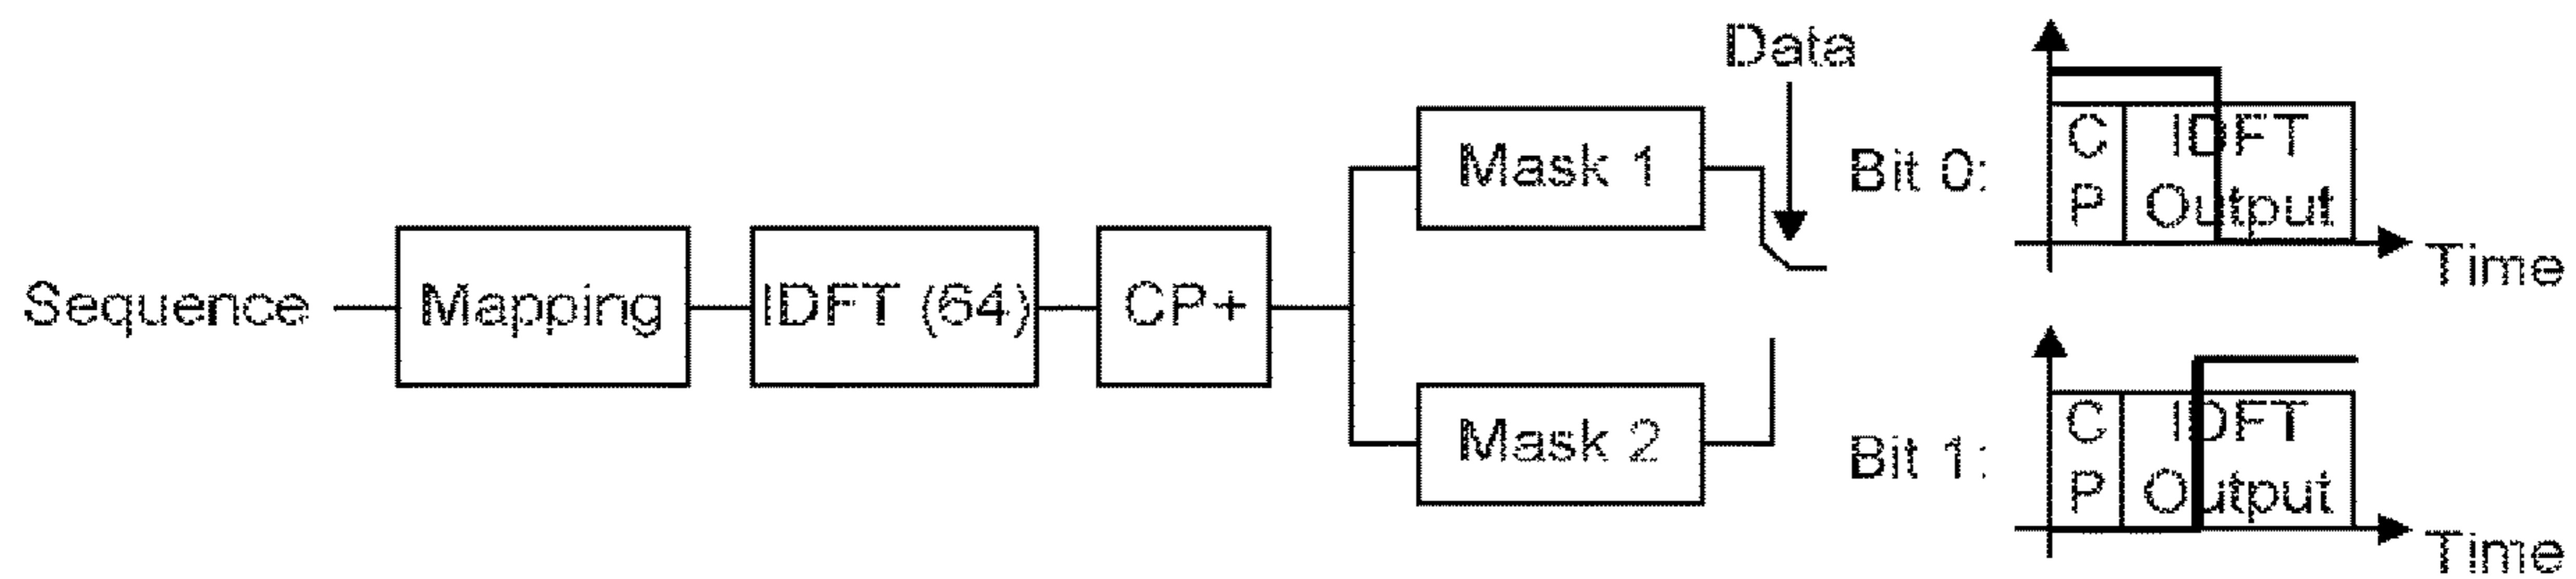 Data
Sequence
Mapping
IDFT (64)
CP+
Mask 1
Mask 2
Bit 0:
C IDFT
P Output
Time
Bit 1:
C IDFT
P Output
Time